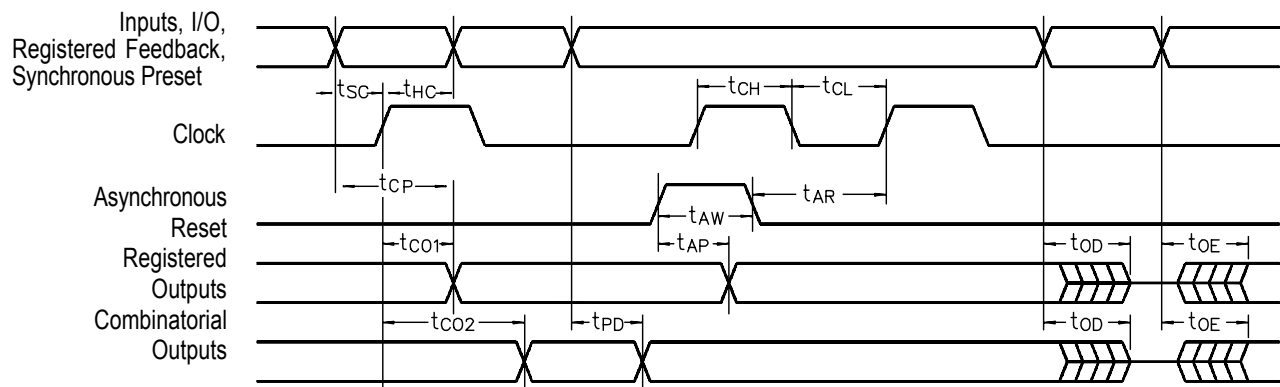 Inputs, I/O,
Registered Feedback,
Synchronous Preset
tSC
tHC
tCH
tCL
Clock
tCP
Asynchronous
Reset
tAR
tAW
tCO1
tAP
tOD
tOE
Registered
Outputs
Combinatorial
Outputs
tCO2
tPD
tOD
tOE